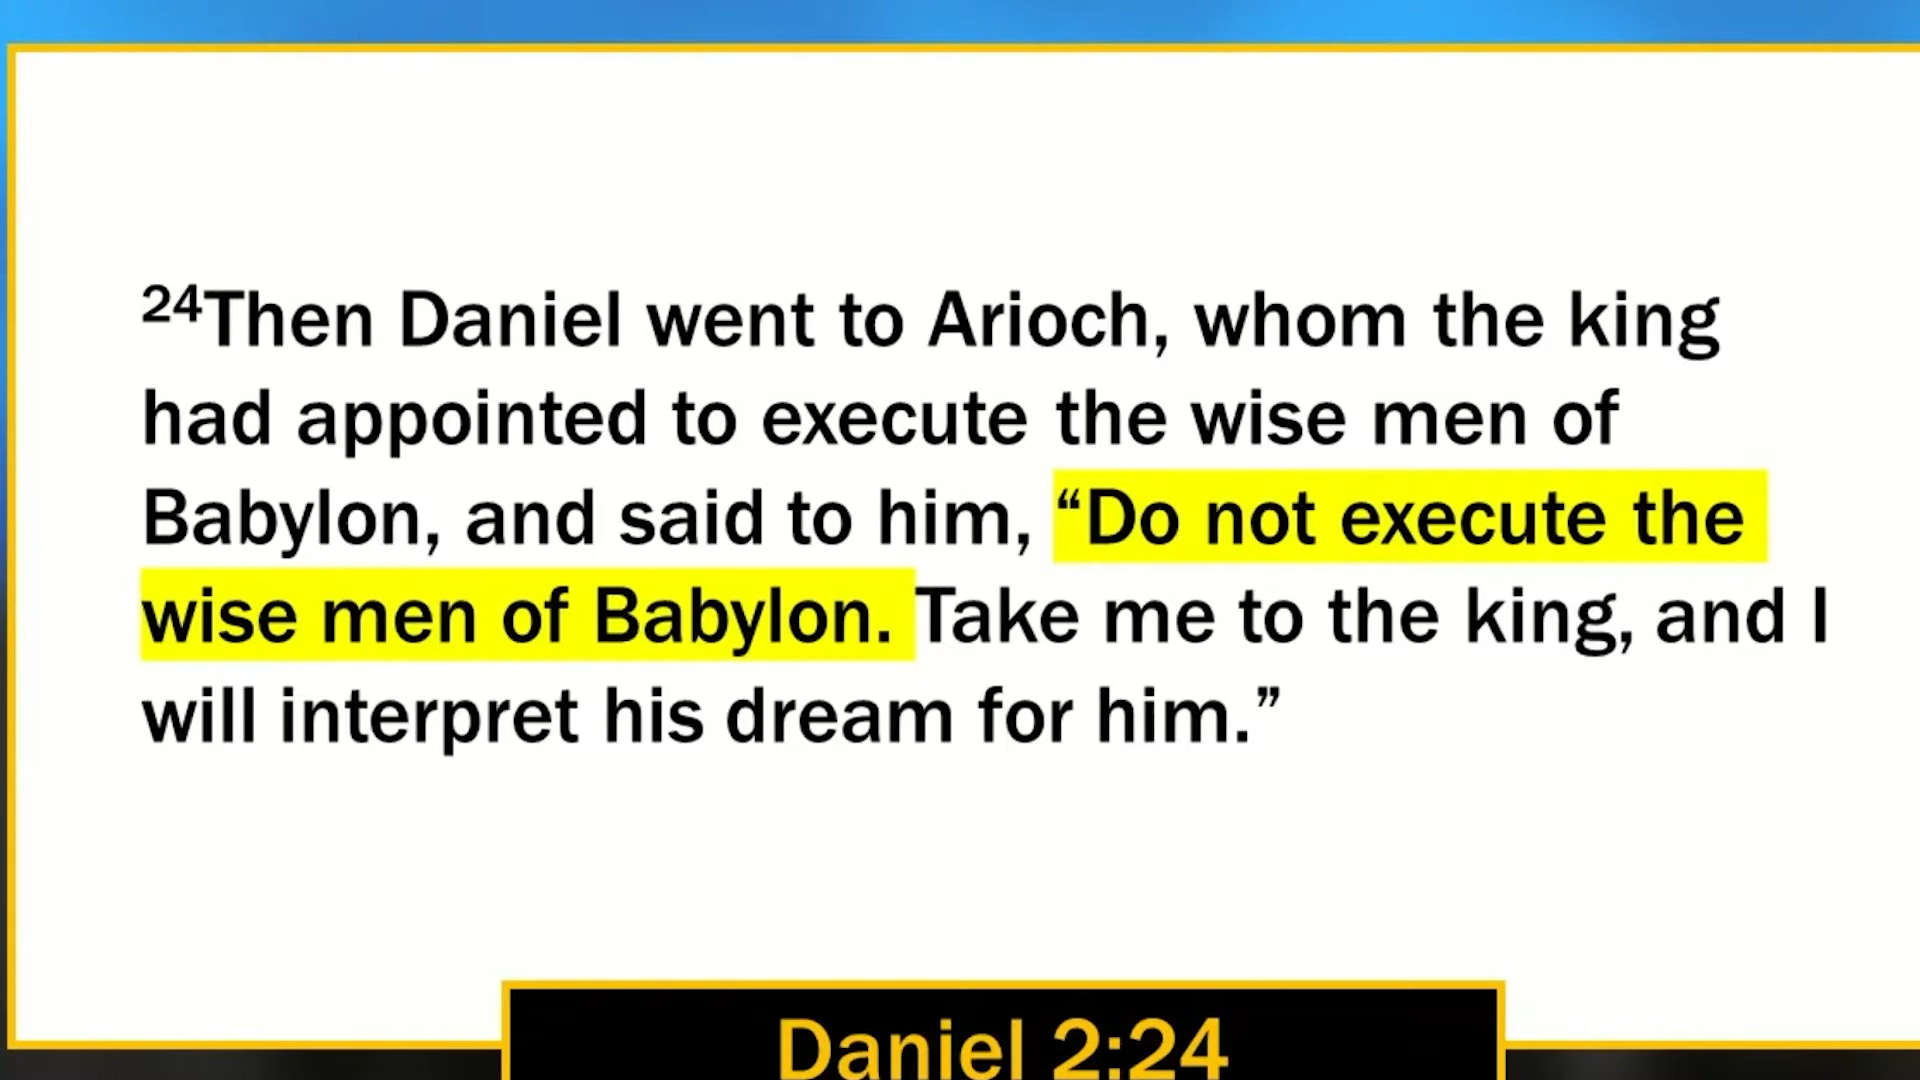 ²⁴Then Daniel went to Arioch, whom the king
had appointed to execute the wise men of
Babylon, and said to him, “Do not execute the
wise men of Babylon. Take me to the king, and I
will interpret his dream for him.”
Daniel 2:24